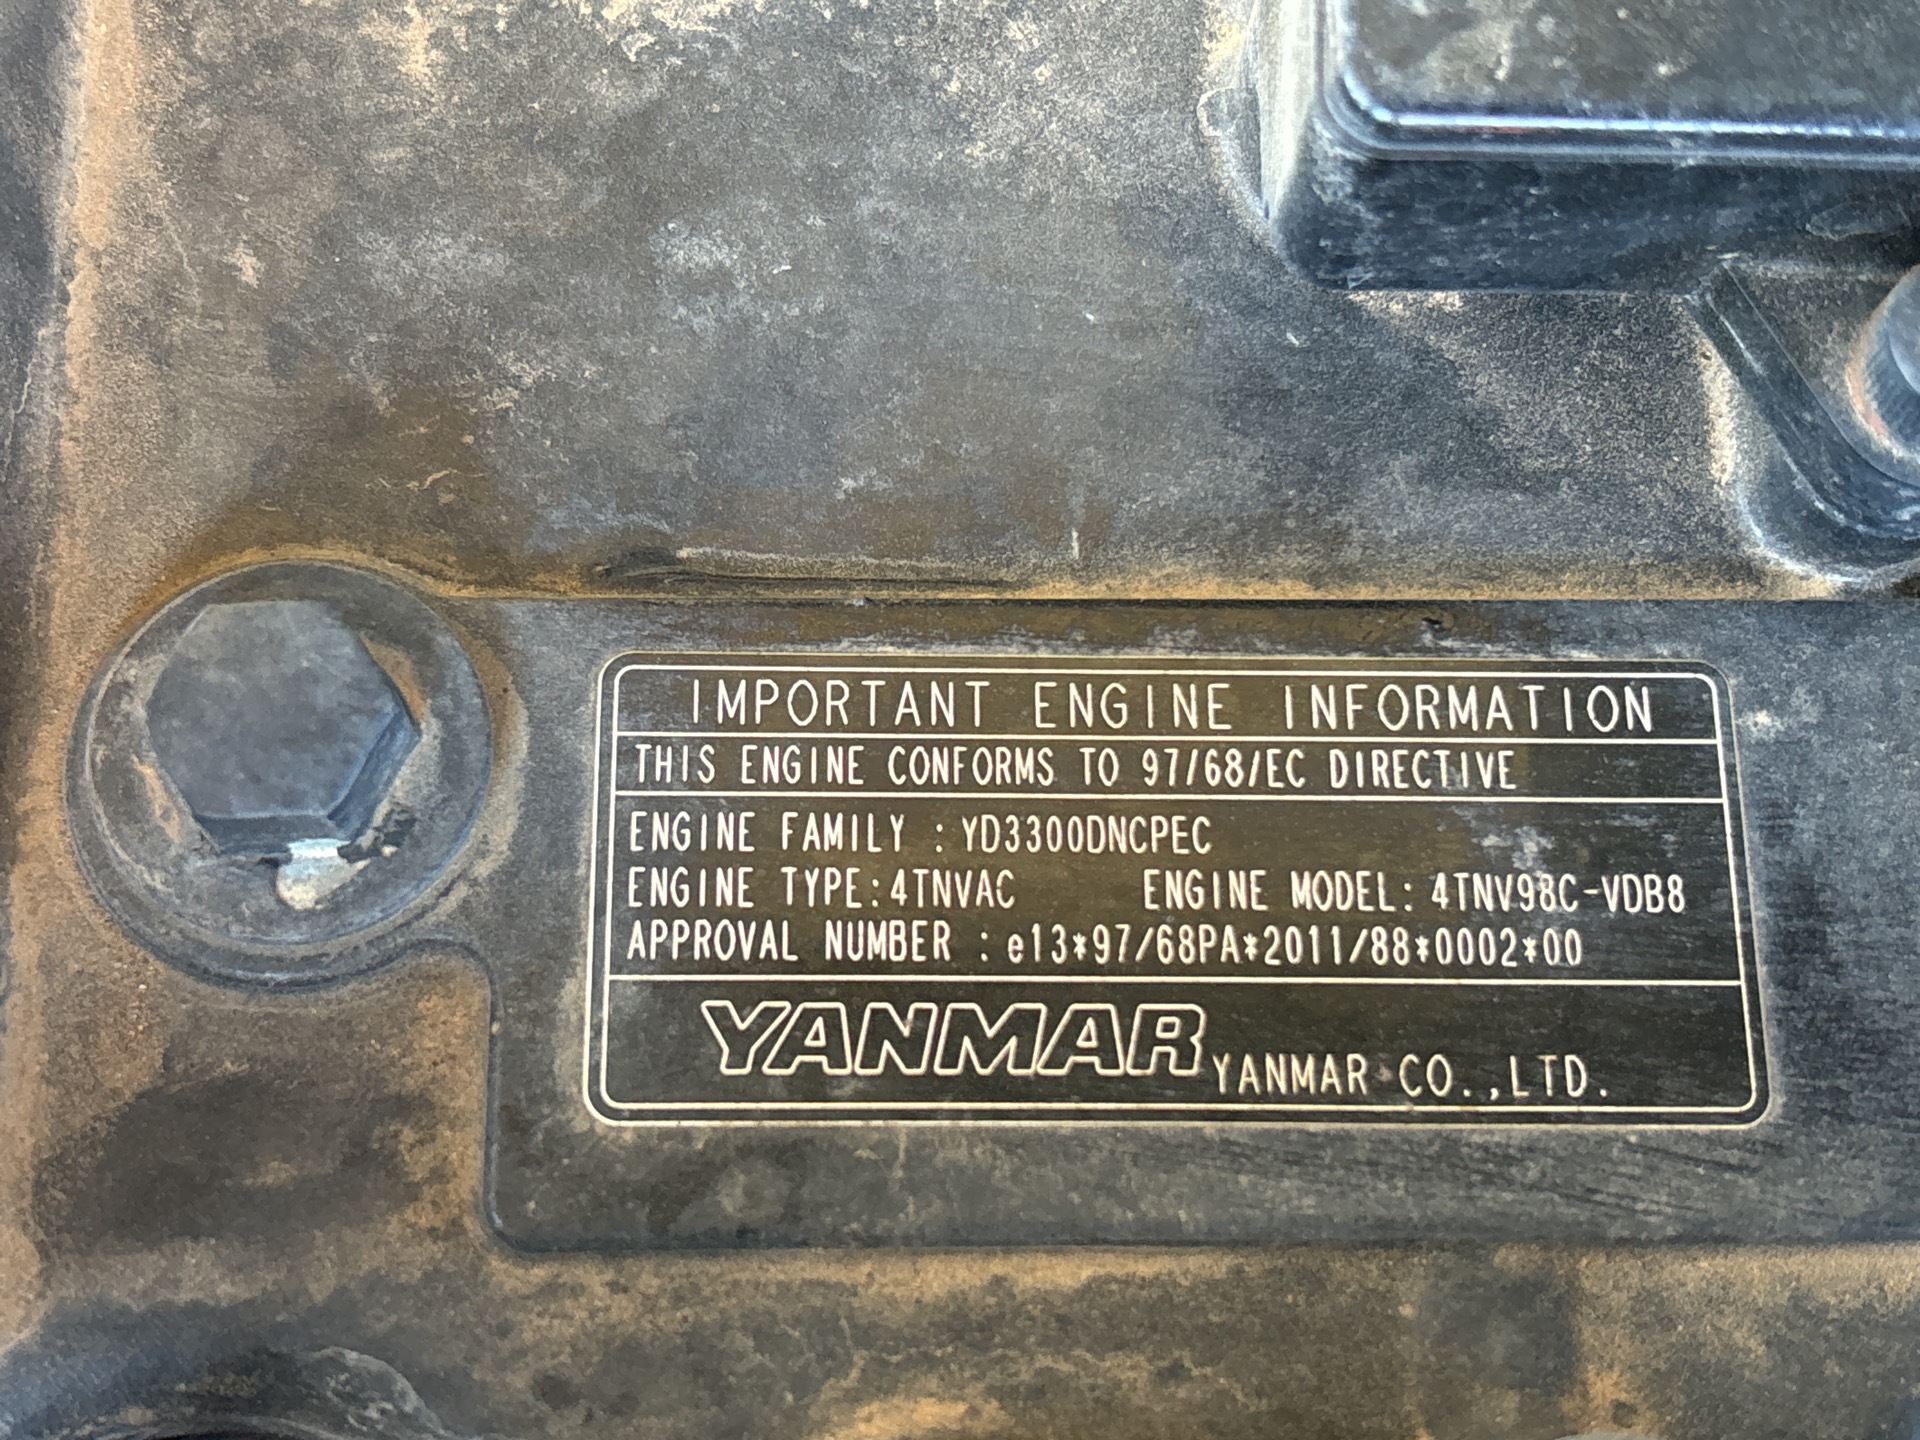 IMPORTANT ENGINE INFORMATION
THIS ENGINE CONFORMS TO 97/68/EC DIRECTIVE
ENGINE FAMILY : YD3300DNCPEC
ENGINE TYPE:4TNVAC ENGINE MODEL: 4TNV98C-VDB8
APPROVAL NUMBER : e13*97/68PA*2011/88*0002*00
YANMAR YANMAR CO.,LTD.